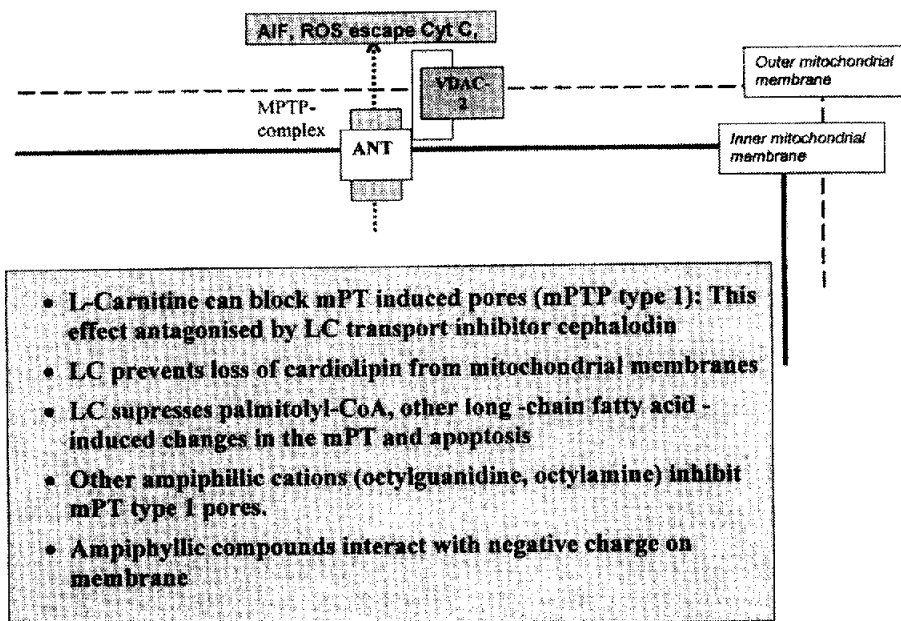 AIF, ROS escape Cyt C,
Outer mitochondrial
membrane
VDAC-
2
MPTP-
complex
ANT
Inner mitochondrial
membrane
• L-Carnitine can block mPT induced pores (mPTP type 1): This
effect antagonised by LC transport inhibitor cephalodin
• LC prevents loss of cardiolipin from mitochondrial membranes
• LC supresses palmitolyl-CoA, other long -chain fatty acid -
induced changes in the mPT and apoptosis
• Other ampiphillic cations (octylguanidine, octylamine) inhibit
mPT type 1 pores.
• Ampiphyllic compounds interact with negative charge on
membrane